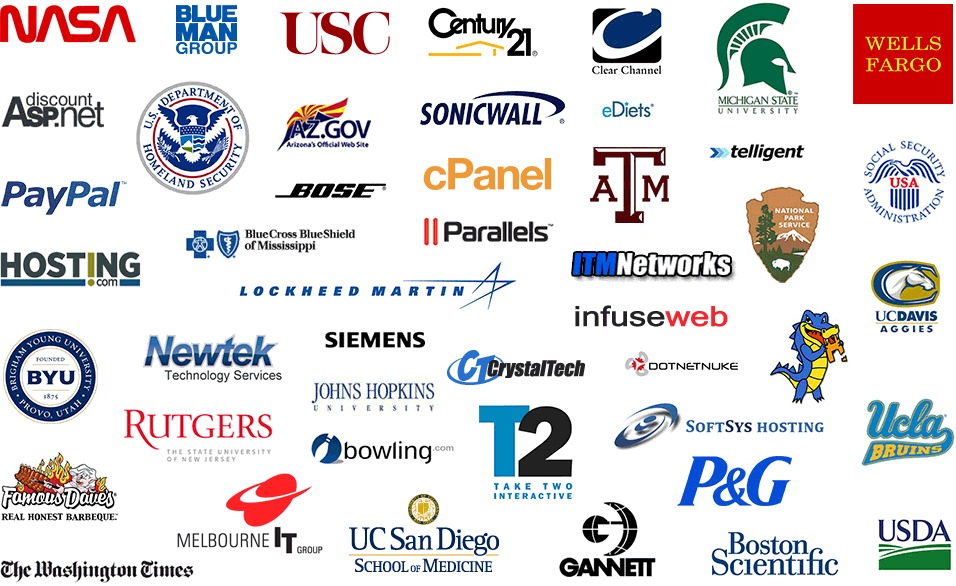 NASA
BLUE
MAN
GROUP
USC
Century
21®
Clear Channel
MICHIGAN STATE
UNIVERSITY
WELLS
FARGO
discount
ASP.net
U.S. DEPARTMENT OF
HOMELAND SECURITY
AZ.GOV
Arizona's Official Web Site
SONICWALL®
eDiets®
telligent
PayPal™
BOSE®
cPanel
ATM
SOCIAL SECURITY
USA
ADMINISTRATION
NATIONAL
PARK
SERVICE
BlueCross BlueShield
of Mississippi
Parallels™
HOSTING
.com
LOCKHEED MARTIN
ITMNetworks
UCDAVIS
AGGIES
infuseweb
BRIGHAM YOUNG UNIVERSITY
FOUNDED
BYU
1875
PROVO, UTAH
Newtek
Technology Services
SIEMENS
CT CrystalTech
DOTNETNUKE
JOHNS HOPKINS
UNIVERSITY
RUTGERS
THE STATE UNIVERSITY
OF NEW JERSEY
bowling.com
T2
TAKE TWO
INTERACTIVE
SOFTSYS HOSTING
Ucla
BRUINS
Famous Dave's
REAL HONEST BARBEQUE.
P&G
MELBOURNE IT GROUP
UC San Diego
SCHOOL OF MEDICINE
GANNETT
Boston
Scientific
USDA
The Washington Times